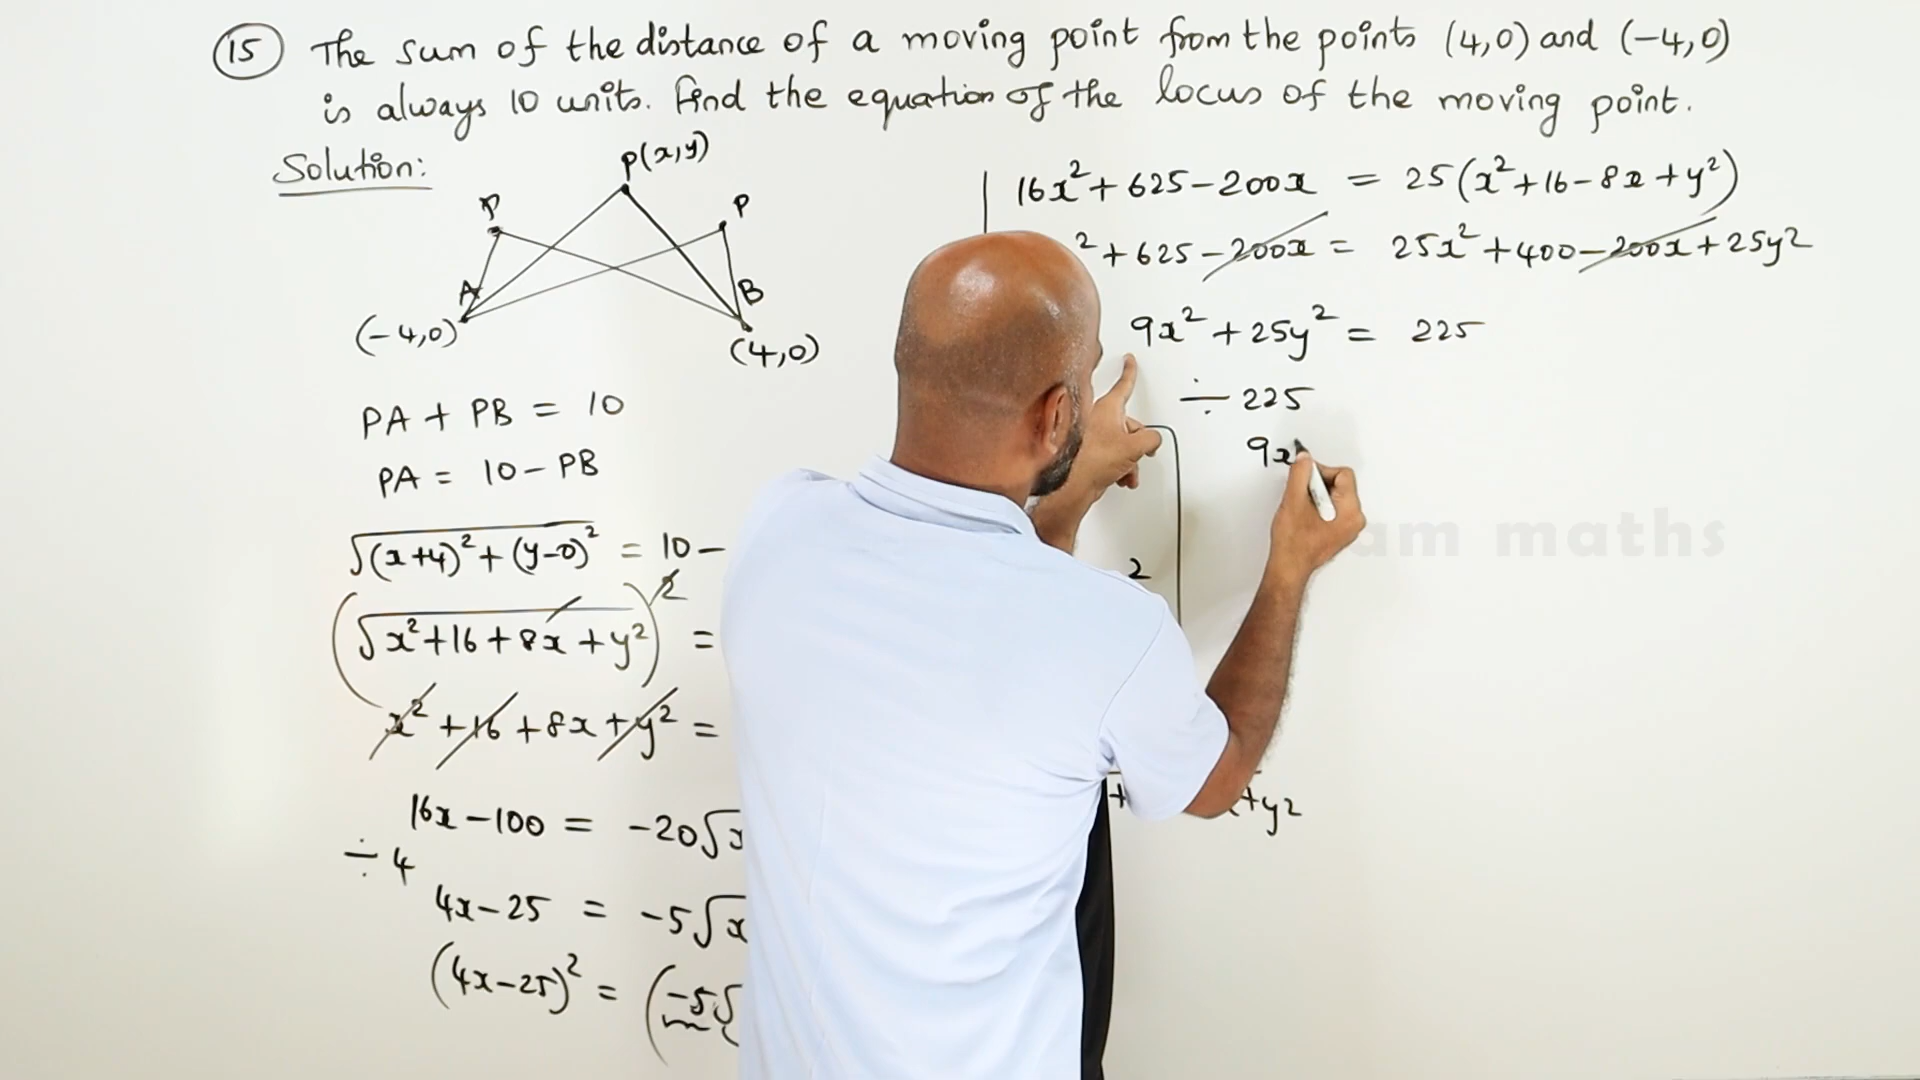 15 The sum of the distance of a moving point from the points (4,0) and (-4,0)
is always 10 units. Find the equation of the locus of the moving point.
Solution:
P(x,y)
P
P
A
B
(-4,0)
(4,0)
PA + PB = 10
PA = 10 - PB
√(x+4)²+(y-0)² = 10 -
(√x²+16+8x+y²)² =
x²+16+8x+y² =
16x-100 = -20√x
÷4
4x-25 = -5√x
(4x-25)² = (-5√
2
+y2
16x²+625-200x = 25(x²+16-8x+y²)
²+625-200x = 25x²+400-200x+25y2
9x²+25y² = 225
÷225
9x
am maths